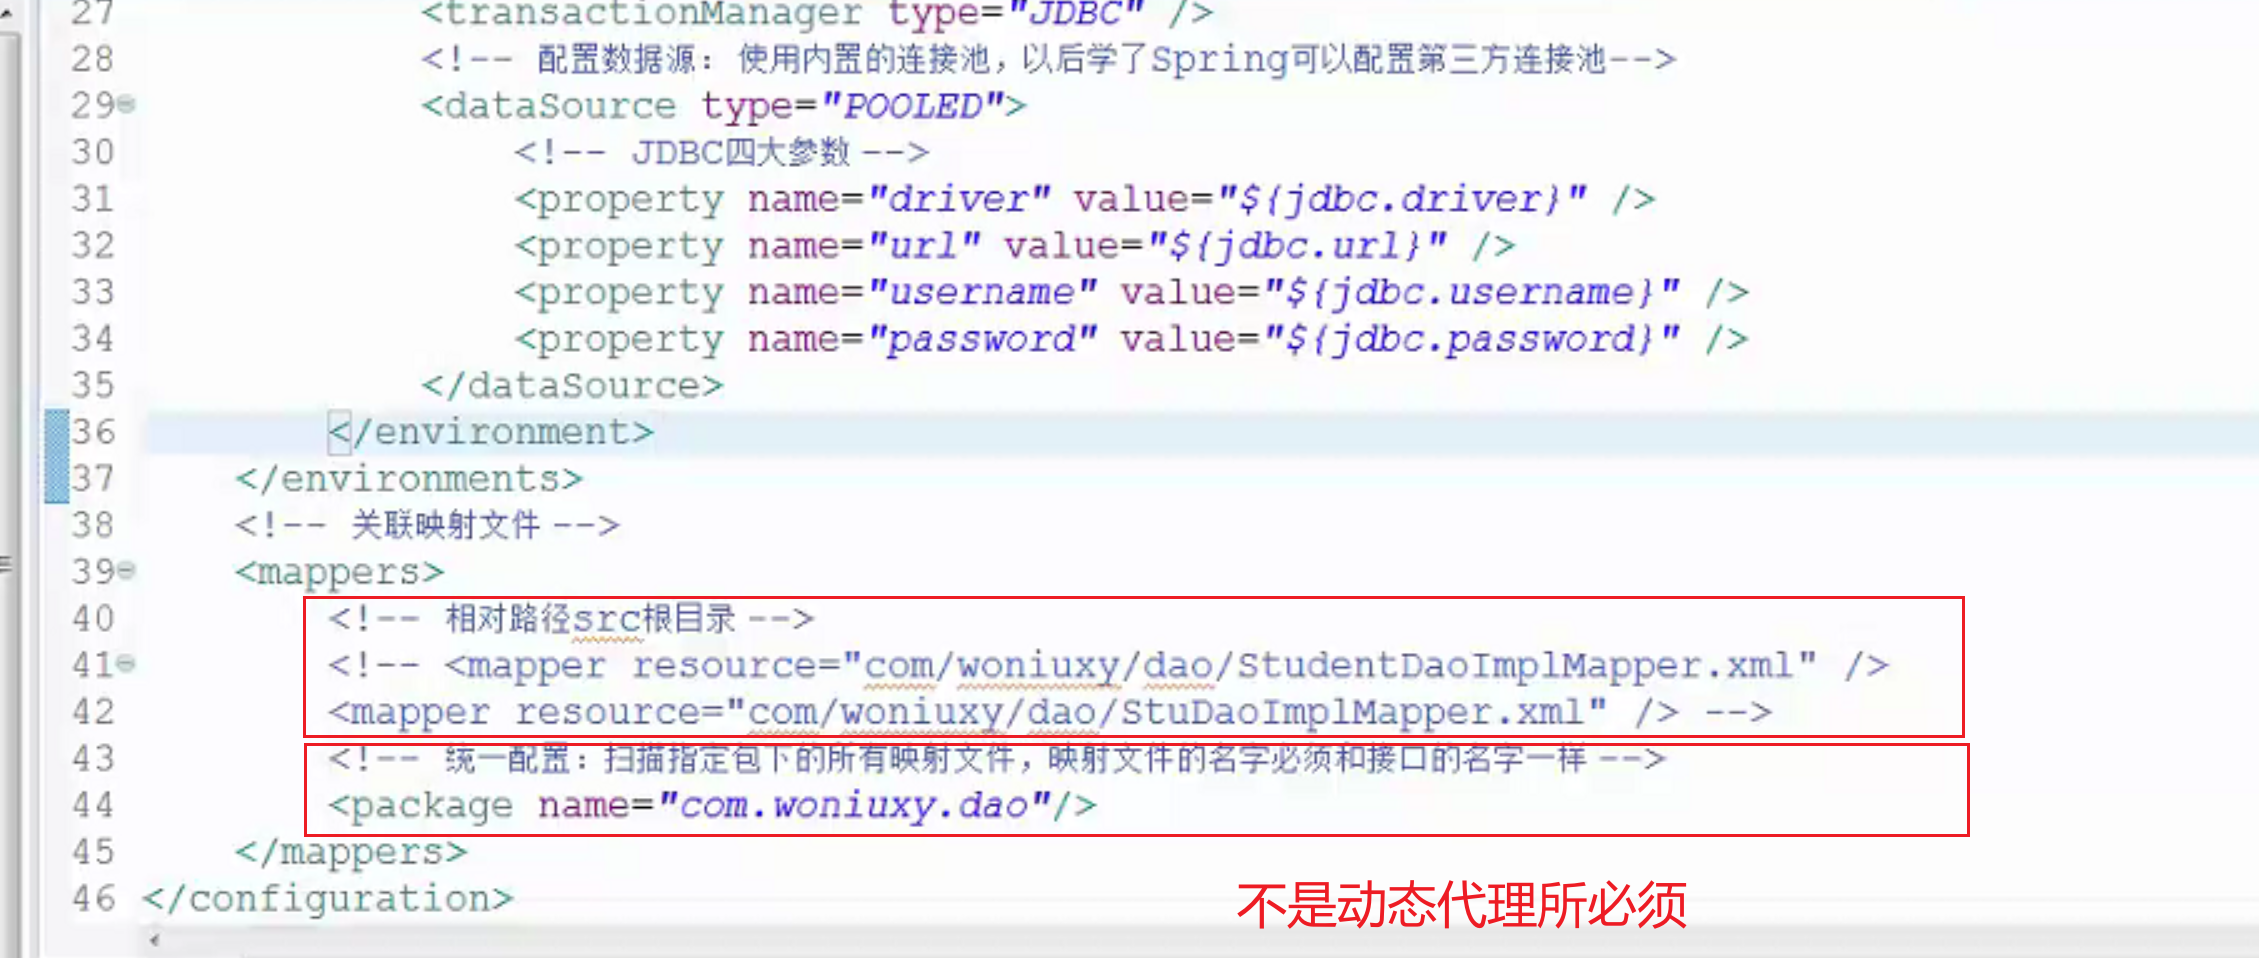 27 <transactionManager type="JDBC" />
28 <!-- 配置数据源：使用内置的连接池，以后学了Spring可以配置第三方连接池-->
29 <dataSource type="POOLED">
30 <!-- JDBC四大参数 -->
31 <property name="driver" value="${jdbc.driver}" />
32 <property name="url" value="${jdbc.url}" />
33 <property name="username" value="${jdbc.username}" />
34 <property name="password" value="${jdbc.password}" />
35 </dataSource>
36 </environment>
37 </environments>
38 <!-- 关联映射文件 -->
39 <mappers>
40 <!-- 相对路径src根目录 -->
41 <!-- <mapper resource="com/woniuxy/dao/StudentDaoImplMapper.xml" />
42 <mapper resource="com/woniuxy/dao/StuDaoImplMapper.xml" /> -->
43 <!-- 统一配置：扫描指定包下的所有映射文件，映射文件的名字必须和接口的名字一样 -->
44 <package name="com.woniuxy.dao"/>
45 </mappers>
46 </configuration>
不是动态代理所必须